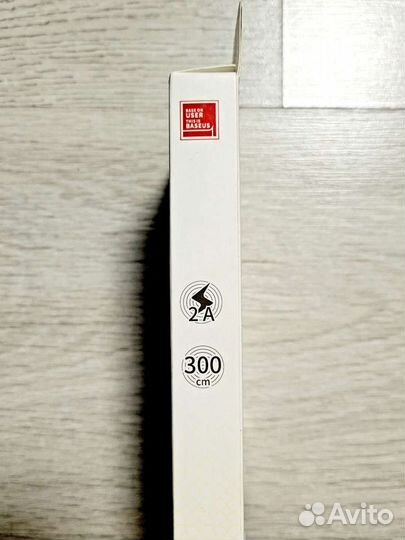 BASE ON
USER
THIS IS
BASEUS
2 A
300
cm
Avito